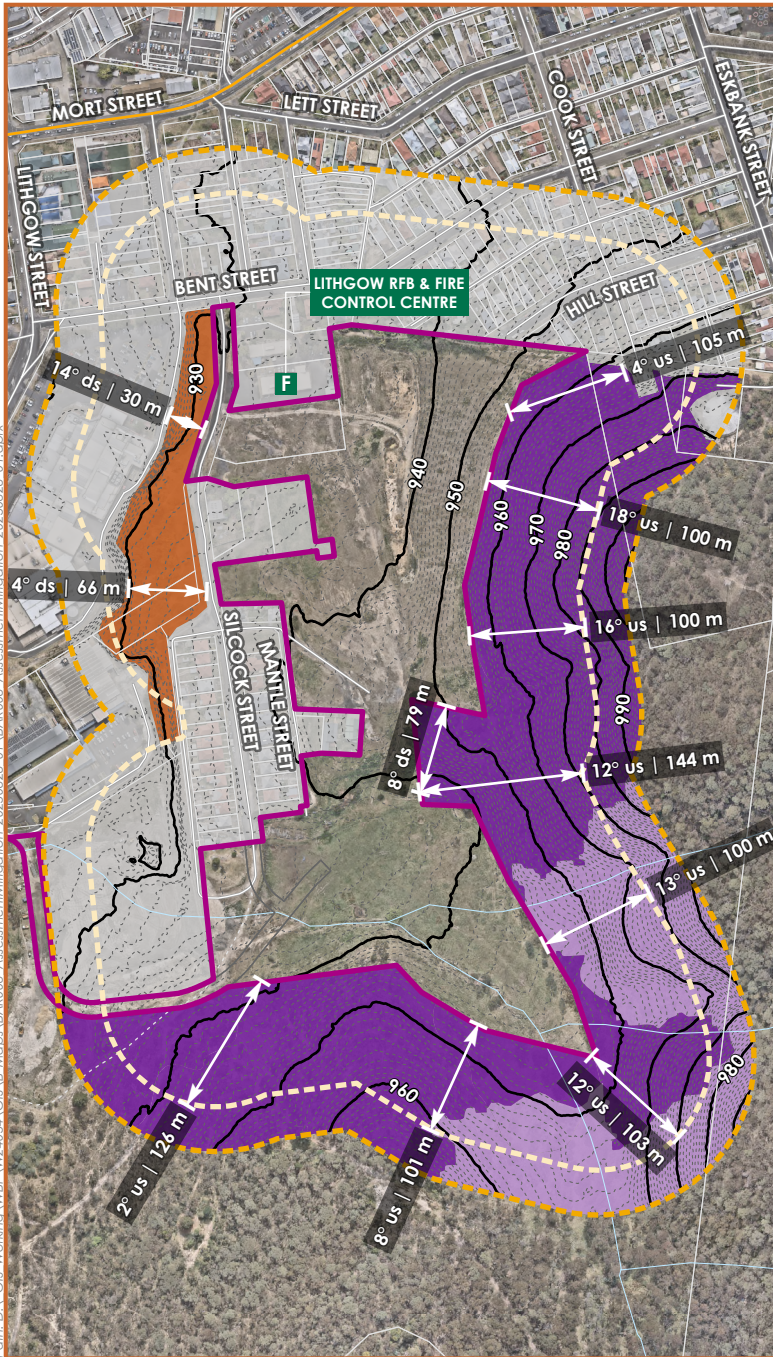 MORT STREET
LETT STREET
COOK STREET
ESKBANK STREET
LITHGOW STREET
BENT STREET
LITHGOW RFB & FIRE
CONTROL CENTRE
HILL STREET
F
930
14° ds | 30 m
4° us | 105 m
940
950
960
970
980
18° us | 100 m
4° ds | 66 m
SILCOCK STREET
MANTLE STREET
16° us | 100 m
990
8° ds | 79 m
12° us | 144 m
13° us | 100 m
2° us | 126 m
960
8° us | 101 m
12° us | 103 m
980